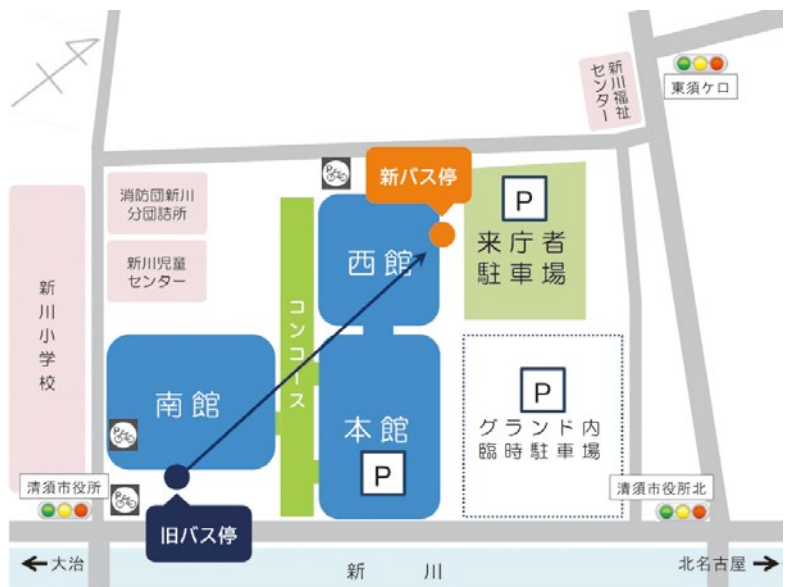 新川福祉
センター
東須ケ口
消防団新川
分団詰所
新バス停
P
来庁者
駐車場
西館
新川児童
センター
コンコース
新川小学校
南館
本館
P
P
グランド内
臨時駐車場
清須市役所
旧バス停
清須市役所北
←大治
新川
北名古屋→